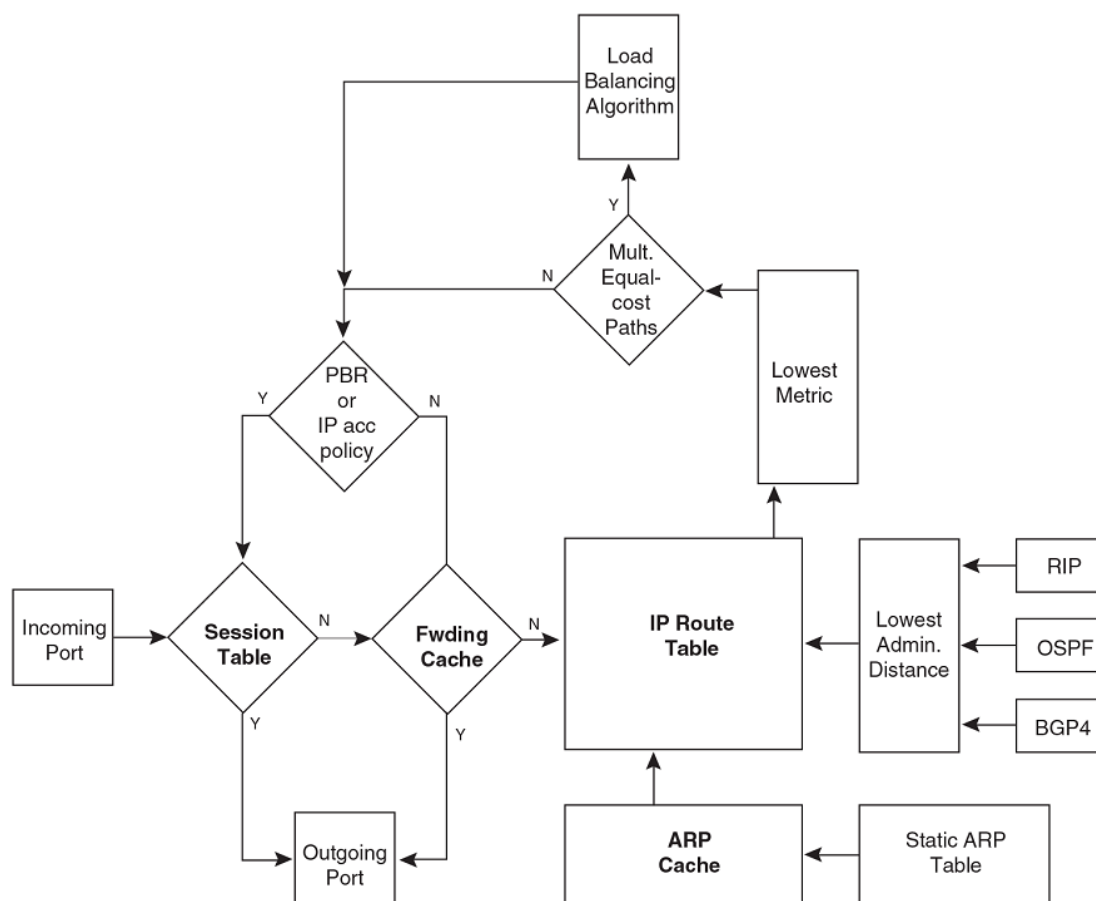 Load
Balancing
Algorithm
Y
Mult.
Equal-
cost
Paths
N
Lowest
Metric
PBR
or
IP acc
policy
Y
N
Incoming
Port
Session
Table
N
Y
Fwding
Cache
N
Y
IP Route
Table
Lowest
Admin.
Distance
RIP
OSPF
BGP4
Outgoing
Port
ARP
Cache
Static ARP
Table